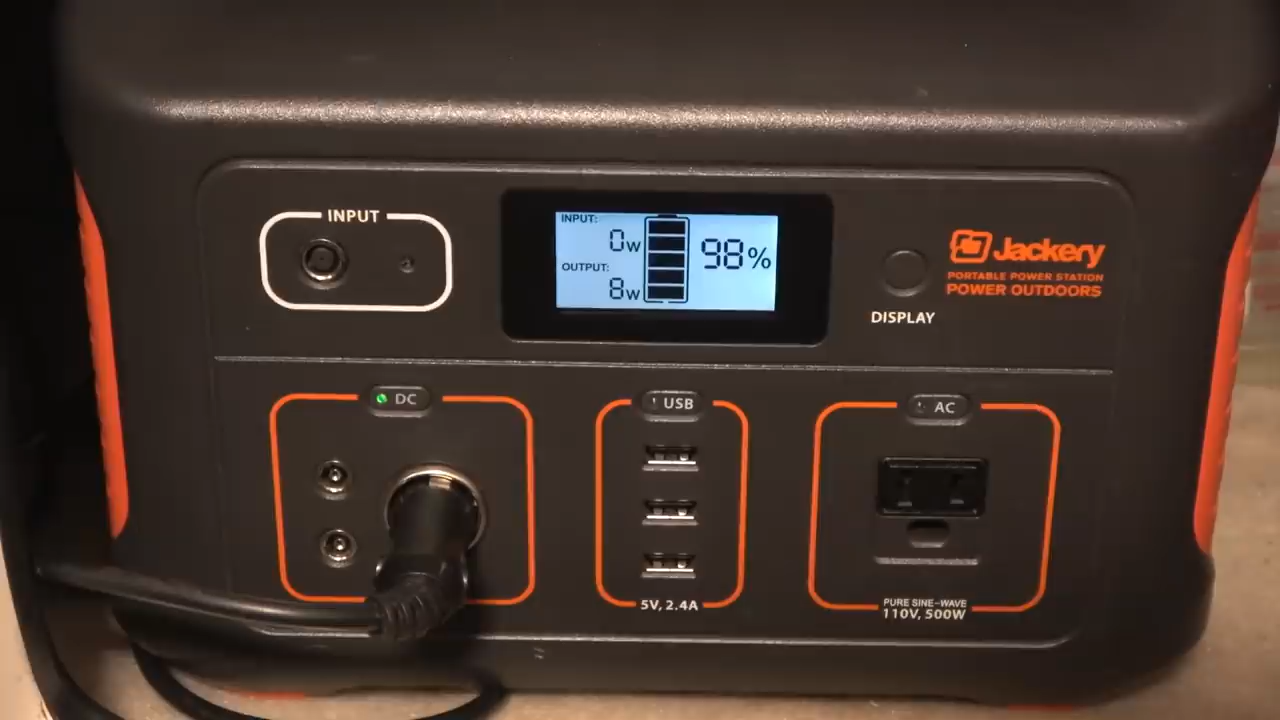 INPUT
INPUT:
0w
OUTPUT:
8w
98%
Jackery
PORTABLE POWER STATION
POWER OUTDOORS
DISPLAY
DC
USB
AC
5V, 2.4A
PURE SINE-WAVE
110V, 500W